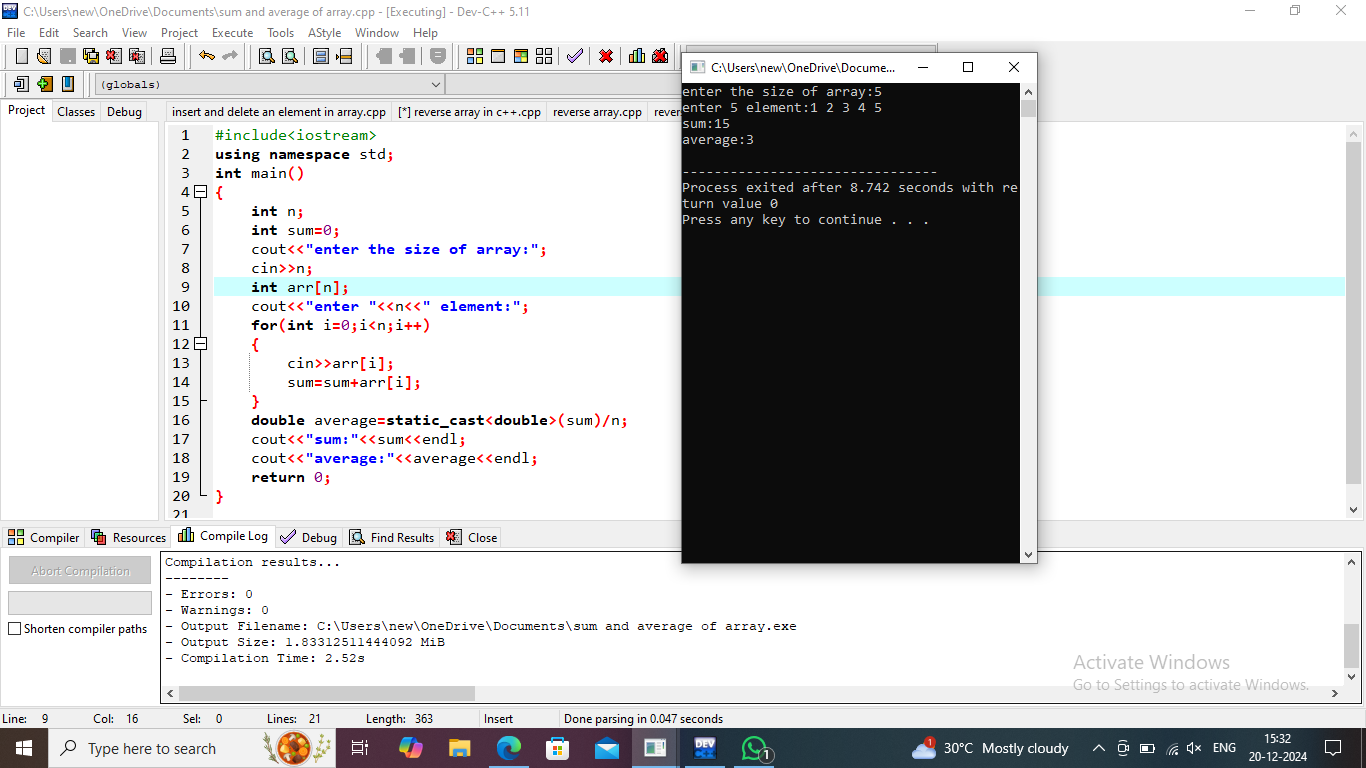 C:\Users\new\OneDrive\Documents\sum and average of array.cpp - [Executing] - Dev-C++ 5.11
File Edit Search View Project Execute Tools AStyle Window Help
(globals)
Project Classes Debug
insert and delete an element in array.cpp [*] reverse array in c++.cpp reverse array.cpp rever
1 #include<iostream>
2 using namespace std;
3 int main()
4 {
5 int n;
6 int sum=0;
7 cout<<"enter the size of array:";
8 cin>>n;
9 int arr[n];
10 cout<<"enter "<<n<<" element:";
11 for(int i=0;i<n;i++)
12 {
13 cin>>arr[i];
14 sum=sum+arr[i];
15 }
16 double average=static_cast<double>(sum)/n;
17 cout<<"sum:"<<sum<<endl;
18 cout<<"average:"<<average<<endl;
19 return 0;
20 }
21
C:\Users\new\OneDrive\Docume...
enter the size of array:5
enter 5 element:1 2 3 4 5
sum:15
average:3
--------------------------------
Process exited after 8.742 seconds with re
turn value 0
Press any key to continue . . .
Compiler Resources Compile Log Debug Find Results Close
Abort Compilation
Shorten compiler paths
Compilation results...
--------
- Errors: 0
- Warnings: 0
- Output Filename: C:\Users\new\OneDrive\Documents\sum and average of array.exe
- Output Size: 1.83312511444092 MiB
- Compilation Time: 2.52s
Activate Windows
Go to Settings to activate Windows.
Line: 9 Col: 16 Sel: 0 Lines: 21 Length: 363 Insert Done parsing in 0.047 seconds
Type here to search
DEV
1
1
30°C Mostly cloudy
ENG
15:32
20-12-2024